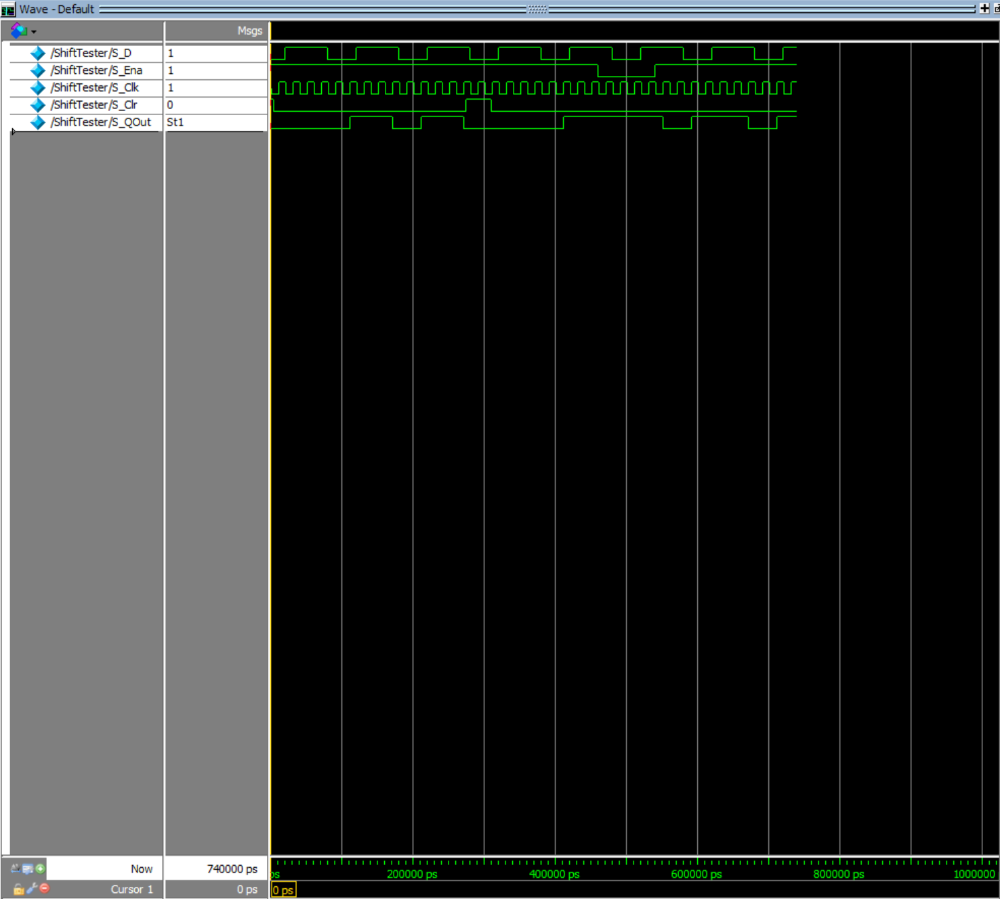 Wave - Default
Msgs
/ShiftTester/S_D 1
/ShiftTester/S_Ena 1
/ShiftTester/S_Clk 1
/ShiftTester/S_Clr 0
/ShiftTester/S_QOut St1
Now 740000 ps
ps 200000 ps 400000 ps 600000 ps 800000 ps 1000000
Cursor 1 0 ps
0 ps